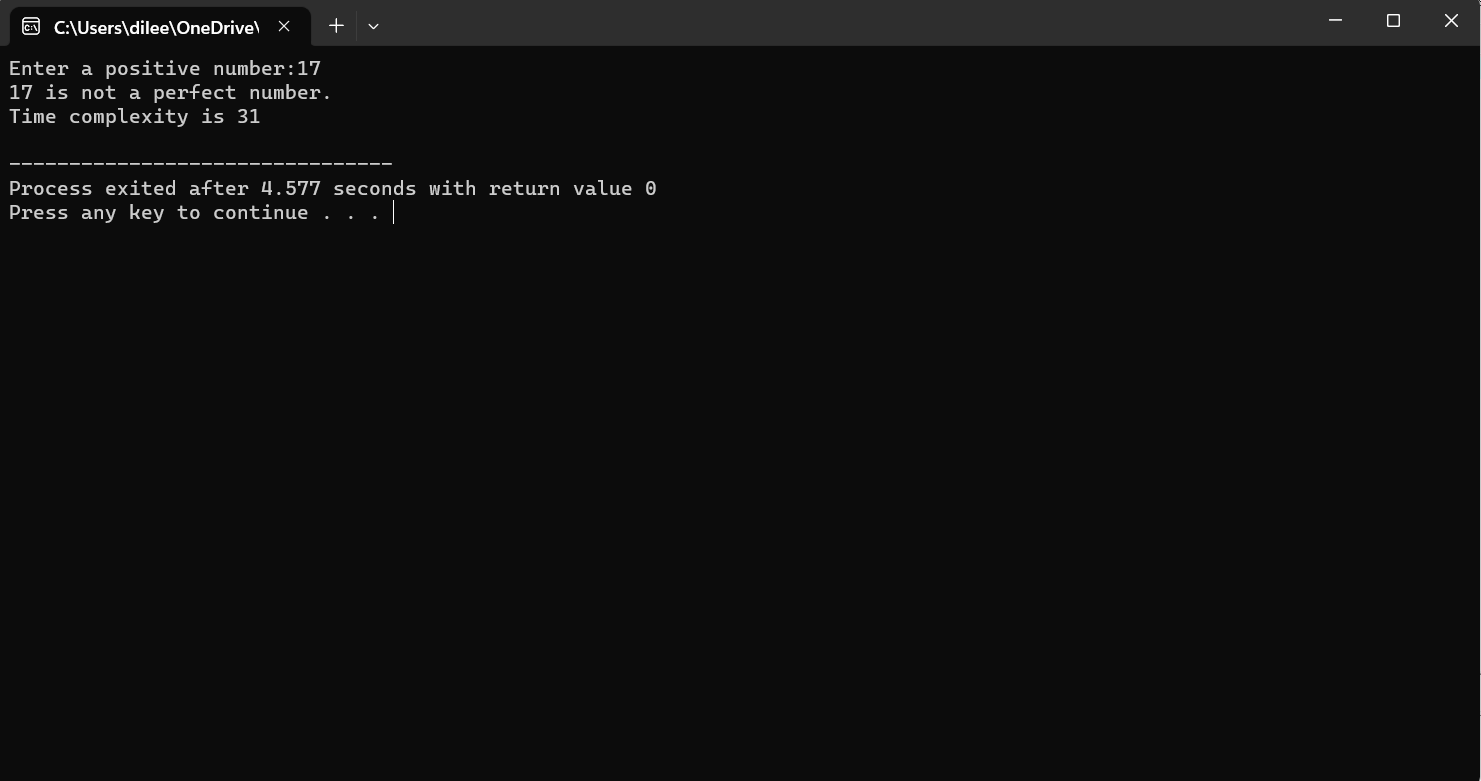 C:\Users\dilee\OneDrive\
Enter a positive number:17
17 is not a perfect number.
Time complexity is 31
--------------------------------
Process exited after 4.577 seconds with return value 0
Press any key to continue . . .